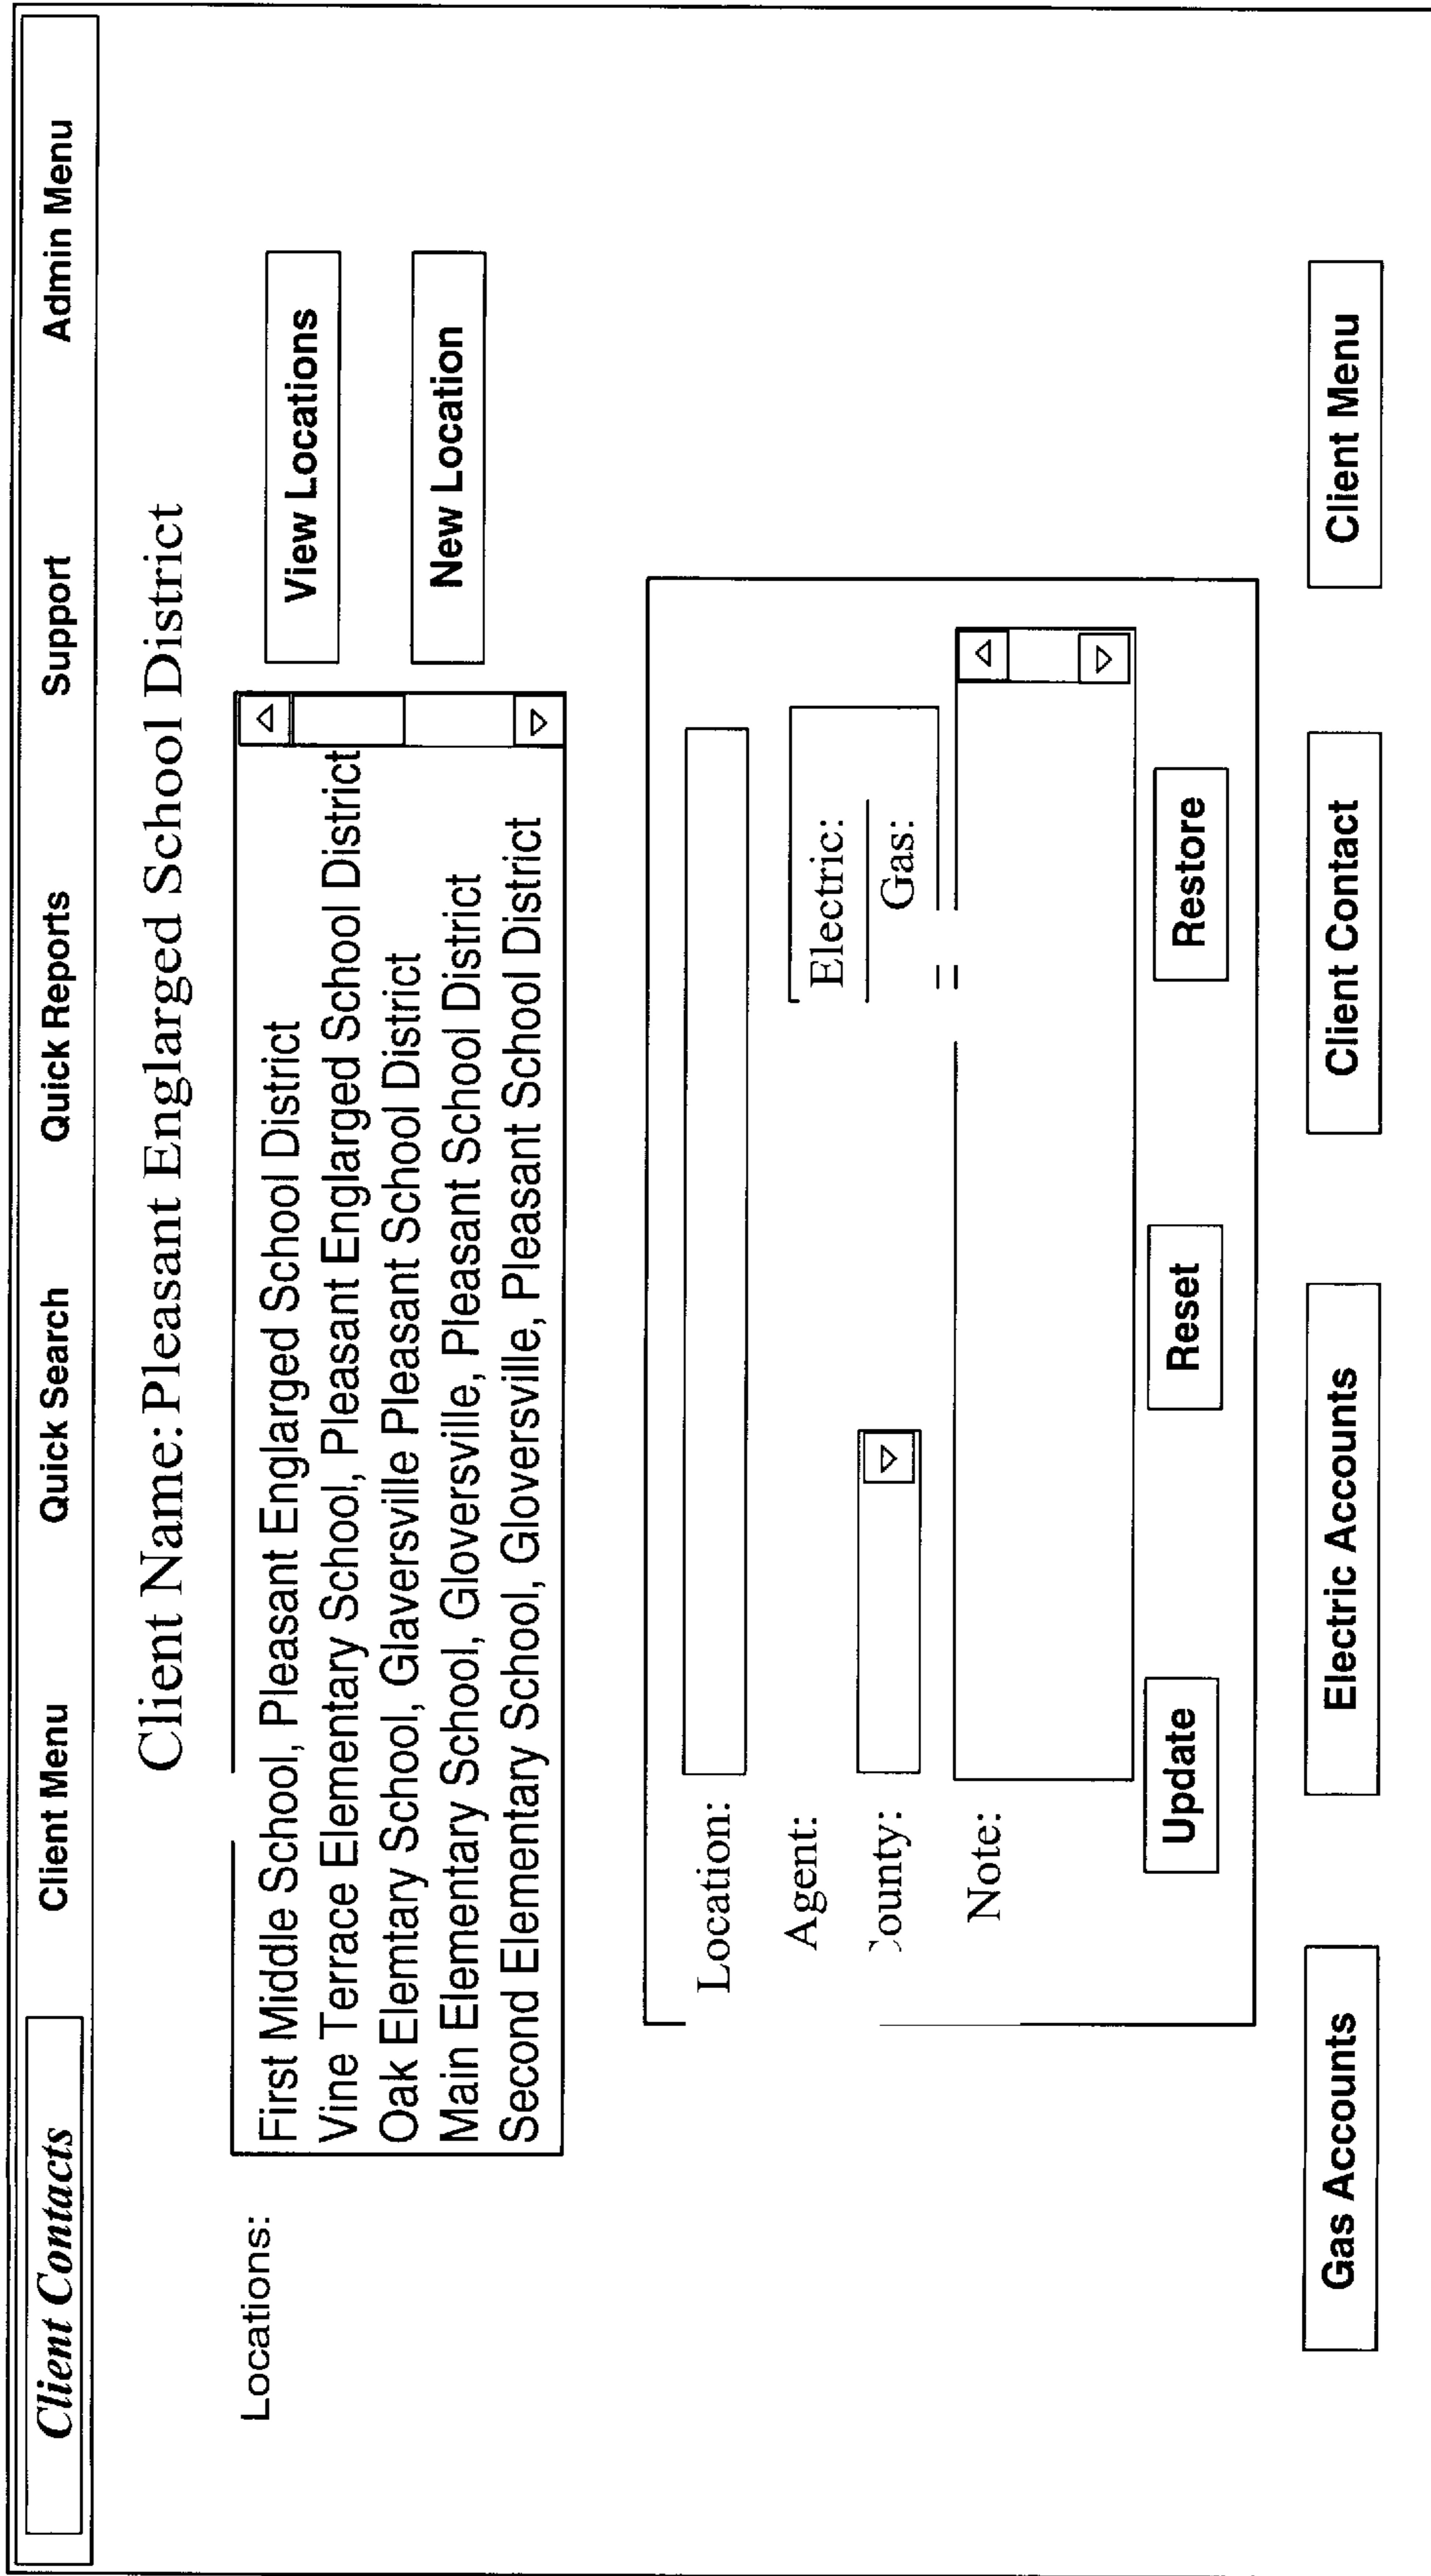 Client Contacts Client Menu Quick Search Quick Reports Support Admin Menu
Client Name: Pleasant Englarged School District
Locations:
First Middle School, Pleasant Englarged School District
Vine Terrace Elementary School, Pleasant Englarged School District
Oak Elemtary School, Glaversville Pleasant School District
Main Elementary School, Gloversville, Pleasant School District
Second Elementary School, Gloversville, Pleasant School District
View Locations
New Location
Location:
Agent: Electric:
ounty: Gas:
Note:
Update Reset Restore
Gas Accounts Electric Accounts Client Contact Client Menu